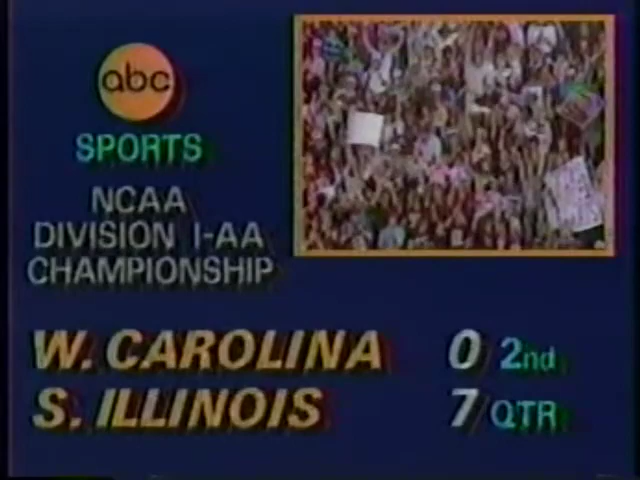 abc
SPORTS
NCAA
DIVISION I-AA
CHAMPIONSHIP
W. CAROLINA 0 2nd
S. ILLINOIS 7 QTR